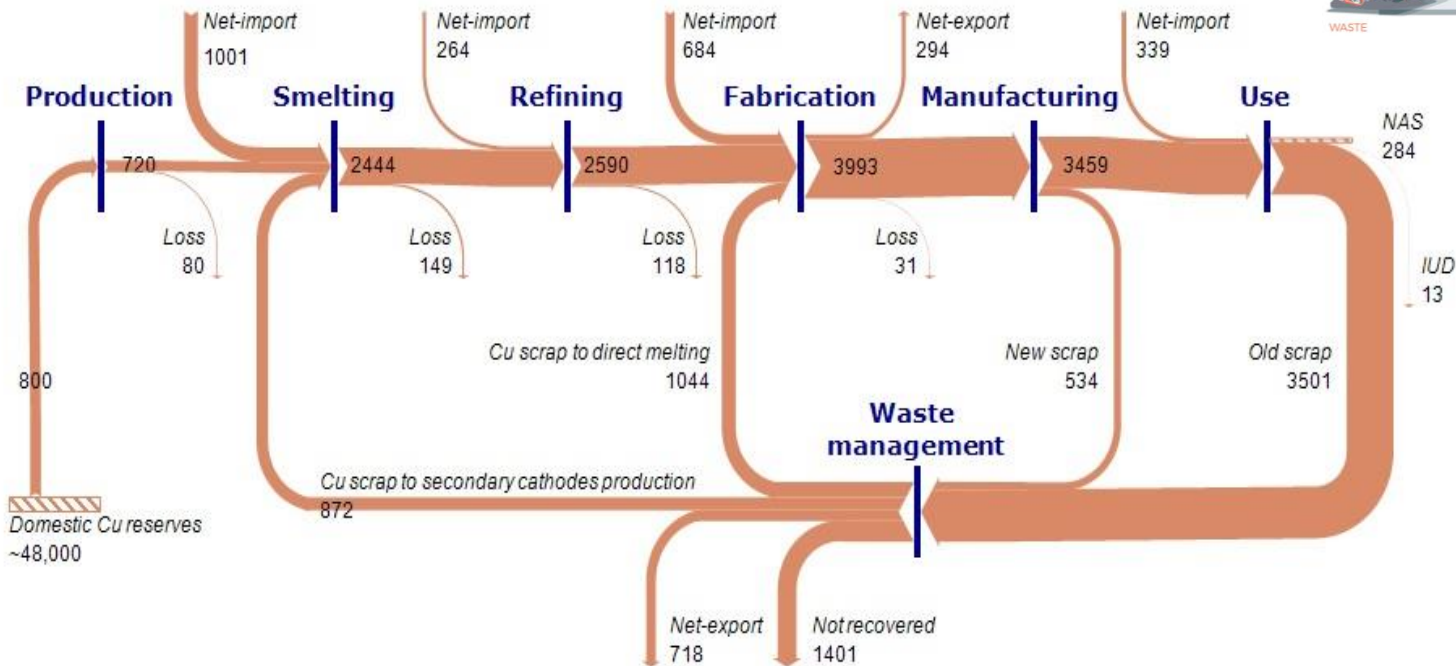 Net-import
1001
Net-import
264
Net-import
684
Net-export
294
Net-import
339
WASTE
Production
Smelting
Refining
Fabrication
Manufacturing
Use
NAS
284
720
2444
2590
3993
3459
Loss
80
Loss
149
Loss
118
Loss
31
IUD
13
800
Cu scrap to direct melting
1044
New scrap
534
Old scrap
3501
Waste
management
Cu scrap to secondary cathodes production
872
Domestic Cu reserves
~48,000
Net-export
718
Not recovered
1401